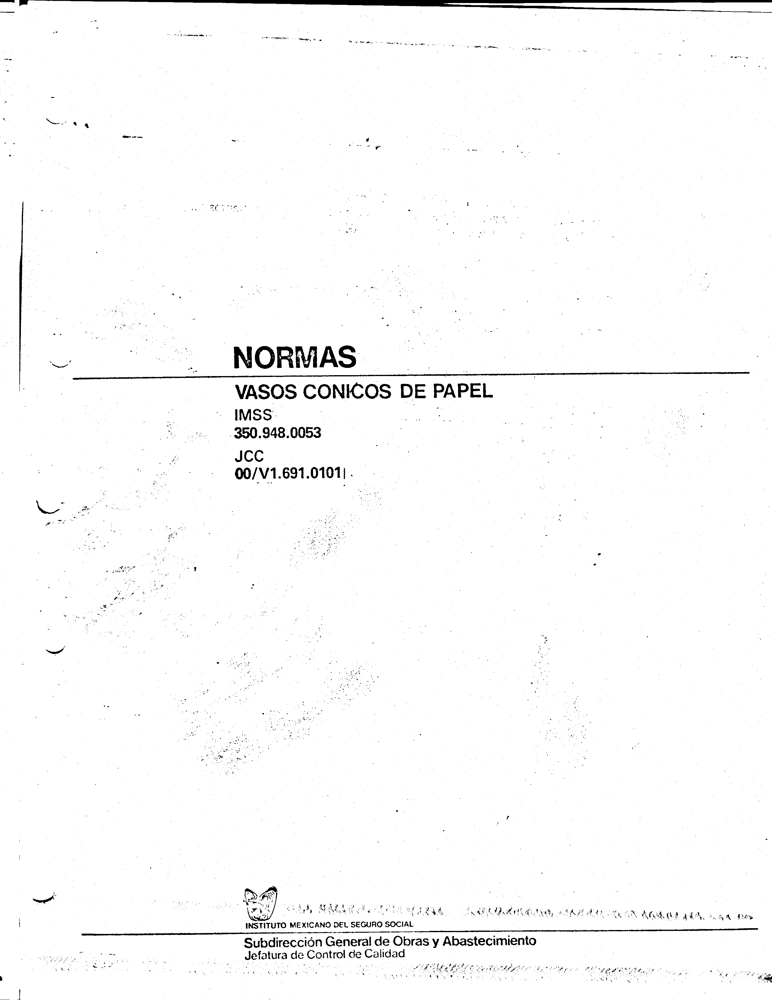 NORMAS
VASOS CONICOS DE PAPEL
IMSS
350.948.0053
JCC
00/V1.691.0101
INSTITUTO MEXICANO DEL SEGURO SOCIAL
Subdirección General de Obras y Abastecimiento
Jefatura de Control de Calidad